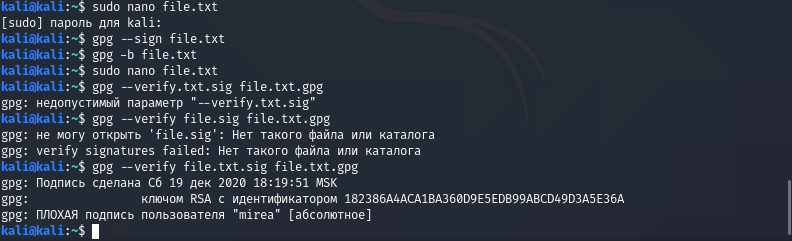 kali@kali:~$ sudo nano file.txt
[sudo] пароль для kali:
kali@kali:~$ gpg --sign file.txt
kali@kali:~$ gpg -b file.txt
kali@kali:~$ sudo nano file.txt
kali@kali:~$ gpg --verify.txt.sig file.txt.gpg
gpg: недопустимый параметр "--verify.txt.sig"
kali@kali:~$ gpg --verify file.sig file.txt.gpg
gpg: не могу открыть 'file.sig': Нет такого файла или каталога
gpg: verify signatures failed: Нет такого файла или каталога
kali@kali:~$ gpg --verify file.txt.sig file.txt.gpg
gpg: Подпись сделана Сб 19 дек 2020 18:19:51 MSK
gpg:                ключом RSA с идентификатором 182386A4ACA1BA360D9E5EDB99ABCD49D3A5E36A
gpg: ПЛОХАЯ подпись пользователя "mirea" [абсолютное]
kali@kali:~$